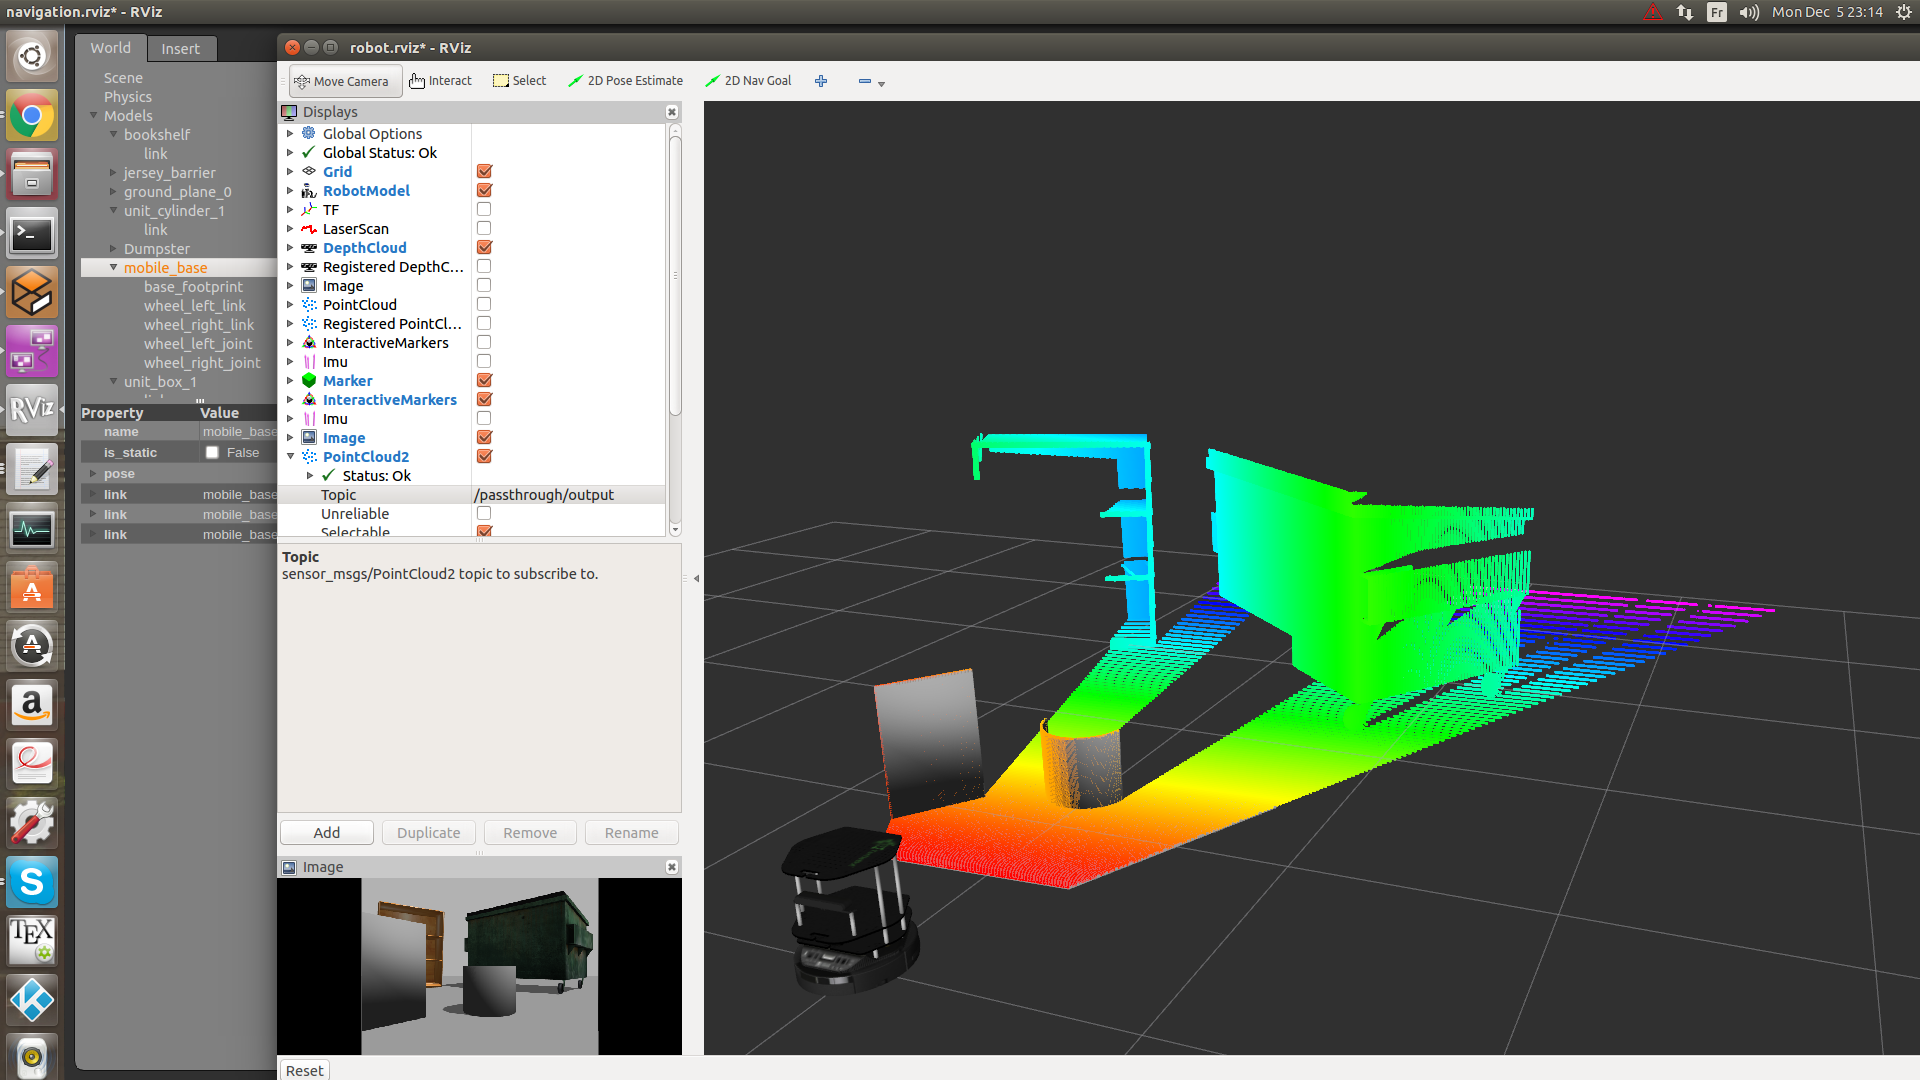 navigation.rviz* - RViz
Fr
Mon Dec 5 23:14
World
Insert
Scene
Physics
Models
bookshelf
link
jersey_barrier
ground_plane_0
unit_cylinder_1
link
Dumpster
mobile_base
base_footprint
wheel_left_link
wheel_right_link
wheel_left_joint
wheel_right_joint
unit_box_1
Property Value
name mobile_base
is_static False
pose
link mobile_base
link mobile_base
link mobile_base
RViz
a
S
TEX
robot.rviz* - RViz
Move Camera
Interact
Select
2D Pose Estimate
2D Nav Goal
Displays
Global Options
Global Status: Ok
Grid
RobotModel
TF
LaserScan
DepthCloud
Registered DepthC...
Image
PointCloud
Registered PointCl...
InteractiveMarkers
Imu
Marker
InteractiveMarkers
Imu
Image
PointCloud2
Status: Ok
Topic /passthrough/output
Unreliable
Selectable
Topic
sensor_msgs/PointCloud2 topic to subscribe to.
Add
Duplicate
Remove
Rename
Image
Reset